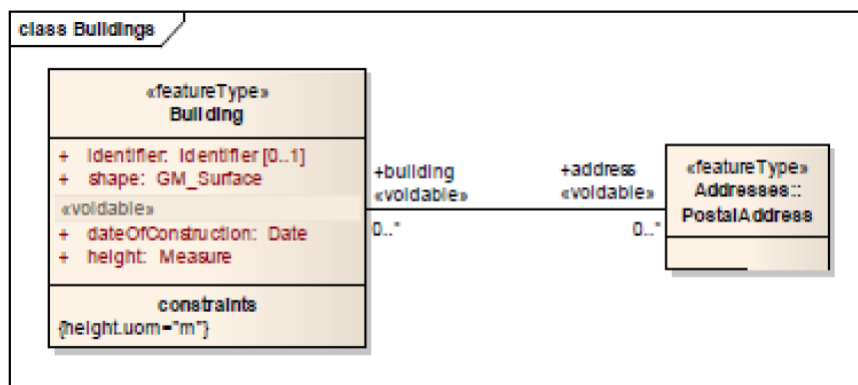 class Buildings
«featureType»
Building
+ identifier: Identifier [0..1]
+ shape: GM_Surface
«voidable»
+ dateOfConstruction: Date
+ height: Measure
constraints
{height.uom="m"}
+building
«voidable»
0..*
+address
«voidable»
0..*
«featureType»
Addresses::
PostalAddress